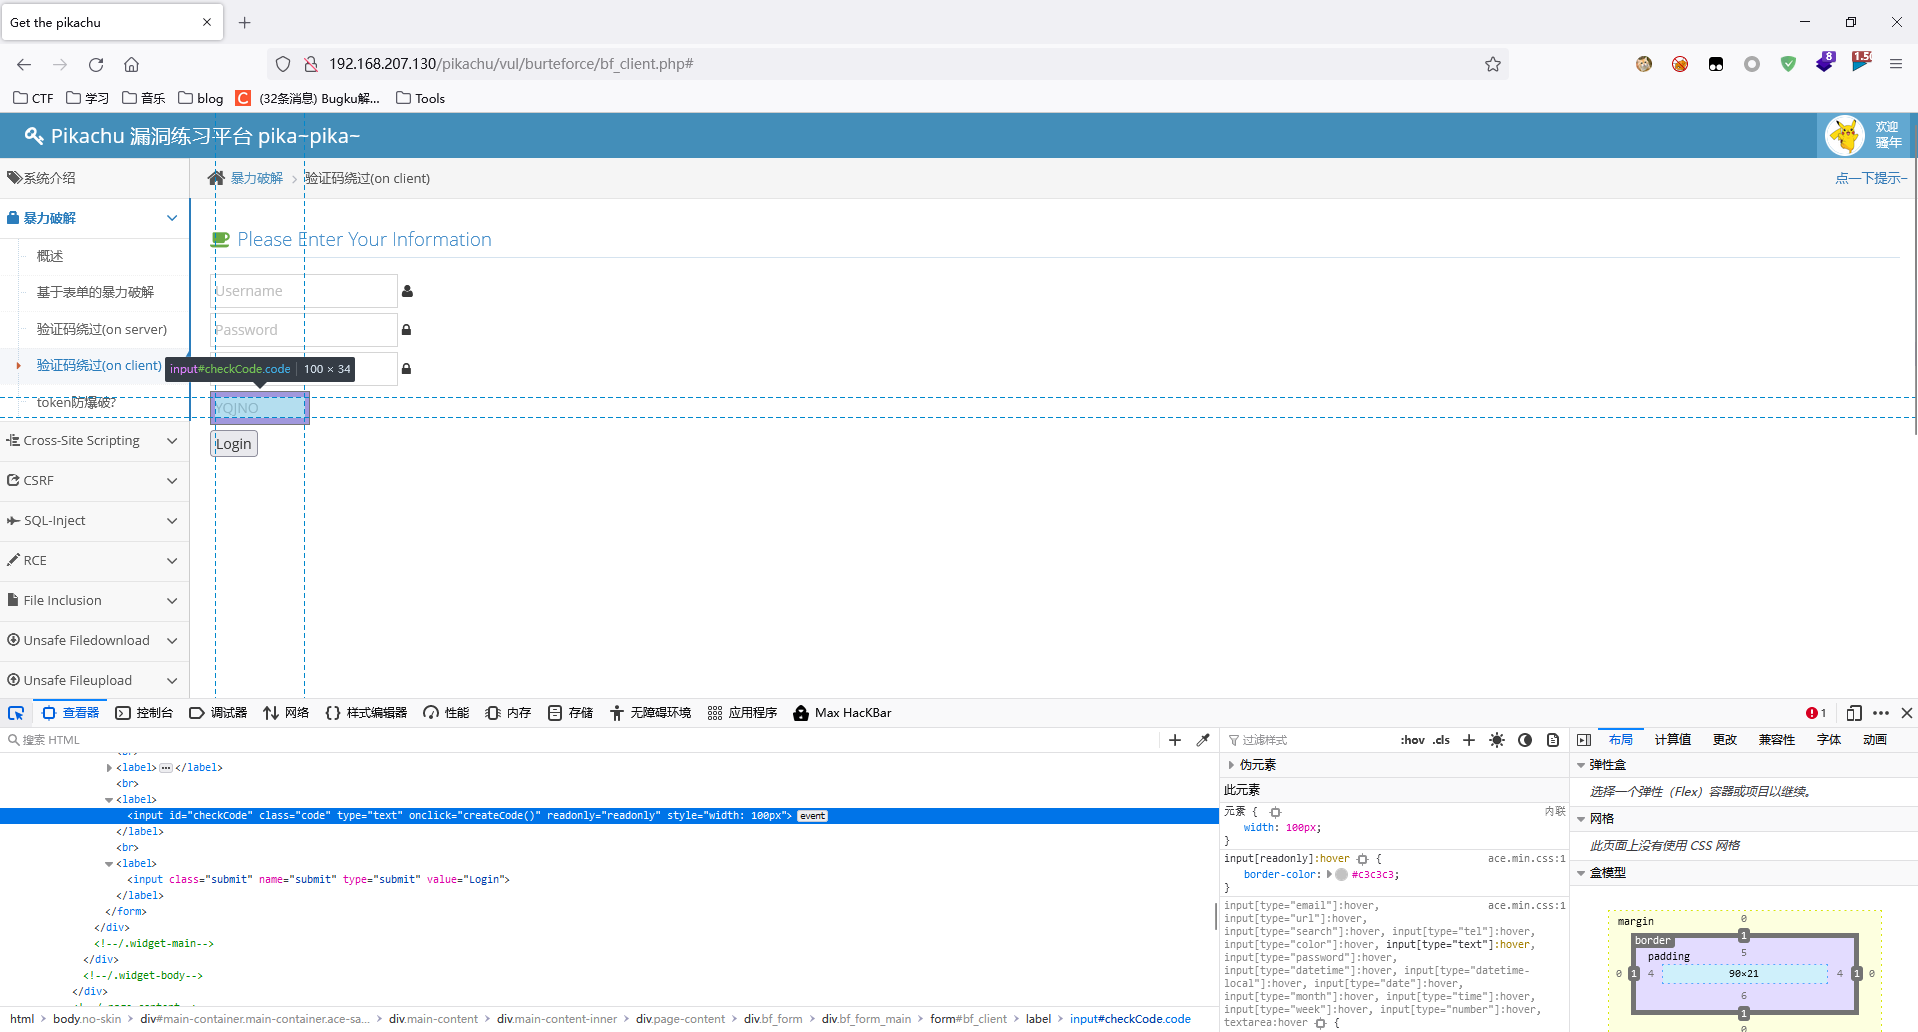 Get the pikachu
192.168.207.130/pikachu/vul/burteforce/bf_client.php#
8
1.50
CTF
学习
音乐
blog
(32条消息) Bugku解...
Tools
Pikachu 漏洞练习平台 pika~pika~
欢迎
骚年
系统介绍
暴力破解
验证码绕过(on client)
点一下提示~
暴力破解
概述
基于表单的暴力破解
验证码绕过(on server)
验证码绕过(on client)
token防爆破?
Cross-Site Scripting
CSRF
SQL-Inject
RCE
File Inclusion
Unsafe Filedownload
Unsafe Fileupload
Please Enter Your Information
Username
Password
input#checkCode.code
100 × 34
YQJNO
Login
查看器
控制台
调试器
网络
样式编辑器
性能
内存
存储
无障碍环境
应用程序
Max HacKBar
1
搜索 HTML
<label> </label>
<br>
<label>
<input id="checkCode" class="code" type="text" onclick="createCode()" readonly="readonly" style="width: 100px"> event
</label>
<br>
<label>
<input class="submit" name="submit" type="submit" value="Login">
</label>
</form>
</div>
<!--/.widget-main-->
</div>
<!--/.widget-body-->
</div>
html
body.no-skin
div#main-container.main-container.ace-sa...
div.main-content
div.main-content-inner
div.page-content
div.bf_form
div.bf_form_main
form#bf_client
label
input#checkCode.code
过滤样式
:hov .cls
伪元素
此元素
元素 {
内联
width: 100px;
}
input[readonly]:hover {
ace.min.css:1
border-color: #c3c3c3;
}
input[type="email"]:hover,
ace.min.css:1
input[type="url"]:hover,
input[type="search"]:hover, input[type="tel"]:hover,
input[type="color"]:hover, input[type="text"]:hover,
input[type="password"]:hover,
input[type="datetime"]:hover, input[type="datetime-
local"]:hover, input[type="date"]:hover,
input[type="month"]:hover, input[type="time"]:hover,
input[type="week"]:hover, input[type="number"]:hover,
textarea:hover {
布局
计算值
更改
兼容性
字体
动画
弹性盒
选择一个弹性（Flex）容器或项目以继续。
网格
此页面上没有使用 CSS 网格
盒模型
margin
0
border
1
padding
5
0
1
4
90×21
4
1
0
6
1
0